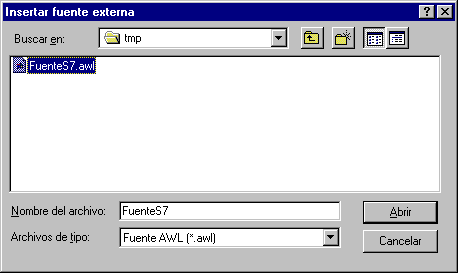 Insertar fuente externa
Buscar en: tmp
FuenteS7.awl
Nombre del archivo: FuenteS7 Abrir
Archivos de tipo: Fuente AWL (*.awl) Cancelar